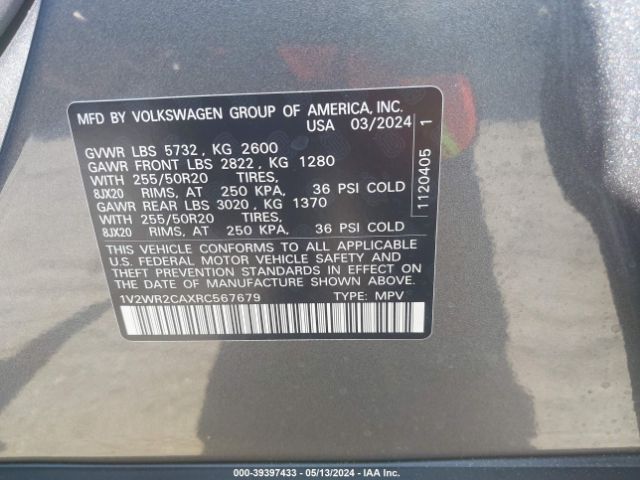 MFD BY VOLKSWAGEN GROUP OF AMERICA, INC.
USA 03/2024
GVWR LBS 5732 , KG 2600
GAWR FRONT LBS 2822 , KG 1280
WITH 255/50R20 TIRES,
8JX20 RIMS, AT 250 KPA, 36 PSI COLD
GAWR REAR LBS 3020 , KG 1370
WITH 255/50R20 TIRES,
8JX20 RIMS, AT 250 KPA, 36 PSI COLD
THIS VEHICLE CONFORMS TO ALL APPLICABLE
U.S. FEDERAL MOTOR VEHICLE SAFETY AND
THEFT PREVENTION STANDARDS IN EFFECT ON
THE DATE OF MANUFACTURE SHOWN ABOVE.
1V2WR2CAXRC567679 TYPE: MPV
1120405 1
000-39397433 - 05/13/2024 - IAA Inc.